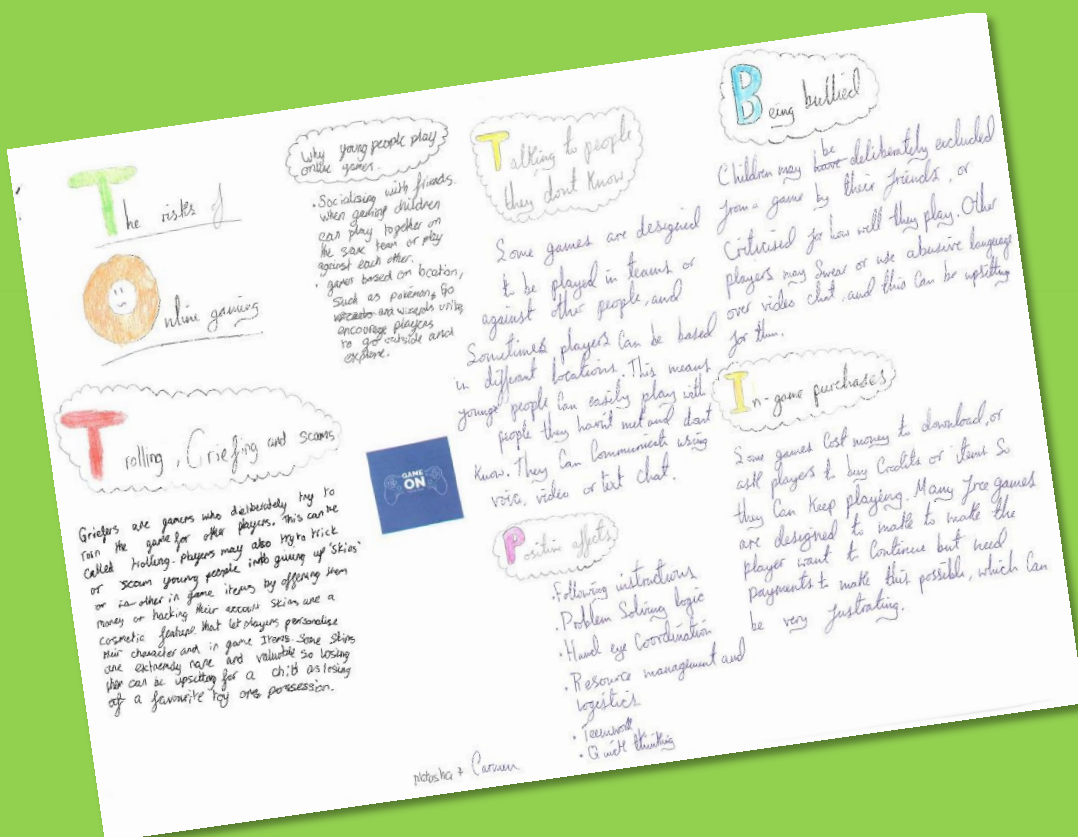 The risks of
Online gaming
Trolling, Griefing and scams
Griefers are gamers who deliberately try to
ruin the game for other players. This can be
called trolling. Players may also try to trick
or scam young people into giving up 'skins'
or in other in game items by offering them
money or hacking their account skins are a
cosmetic feature that let players personalise
their character and in game Items. Some skins
are extremely rare and valuable so losing
them can be upsetting for a child as losing
of a favourite toy or possession.
Why young people play
online games.
• Socialising with friends.
when gaming children
can play together on
the same team or play
against each other.
• games based on location,
such as pokemon, Go
and wizards unite
encourage players
to go outside and
explore.
GAME
ON
Talking to people
they dont know
Some games are designed
to be played in teams or
against other people, and
Sometimes players can be based
in different locations. This means
younge people can easily play with
people they havn't met and dont
know. They can communicate using
voice, video or text chat.
Positive affects
• Following instructions
• Problem Solving logic
• Hand eye coordination
• Resource management and
logistics
• Teamwork
• Quick thinking
Being bullied
Children may be deliberately excluded
from a game by their friends, or
Criticised for how well they play. Other
players may swear or use abusive language
over video chat, and this can be upsetting
for them.
In-game purchases
Some games cost money to download, or
ask players to buy Credits or items So
they can keep playeing. Many free games
are designed to make to make the
player want to continue but need
payments to make this possible, which can
be very frustrating.
Natasha + Carmen